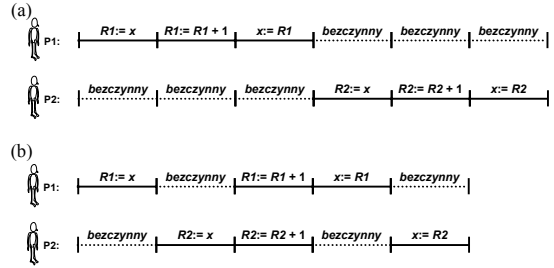 (a)
R1:= x R1:= R1 + 1 x:= R1 bezczynny bezczynny bezczynny
P1:
bezczynny bezczynny bezczynny R2:= x R2:= R2 + 1 x:= R2
P2:
(b)
R1:= x bezczynny R1:= R1 + 1 x:= R1 bezczynny
P1:
bezczynny R2:= x R2:= R2 + 1 bezczynny x:= R2
P2: